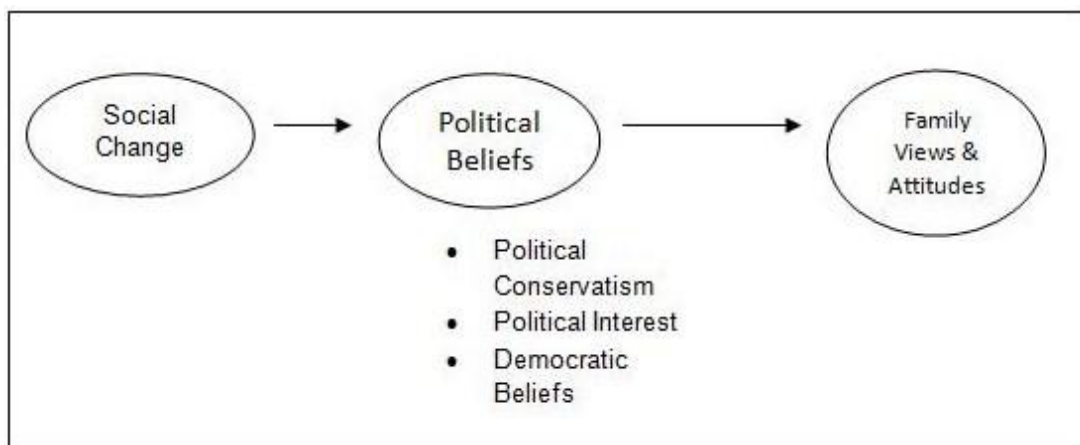 Social
Change
Political
Beliefs
Family
Views &
Attitudes
• Political
Conservatism
• Political Interest
• Democratic
Beliefs